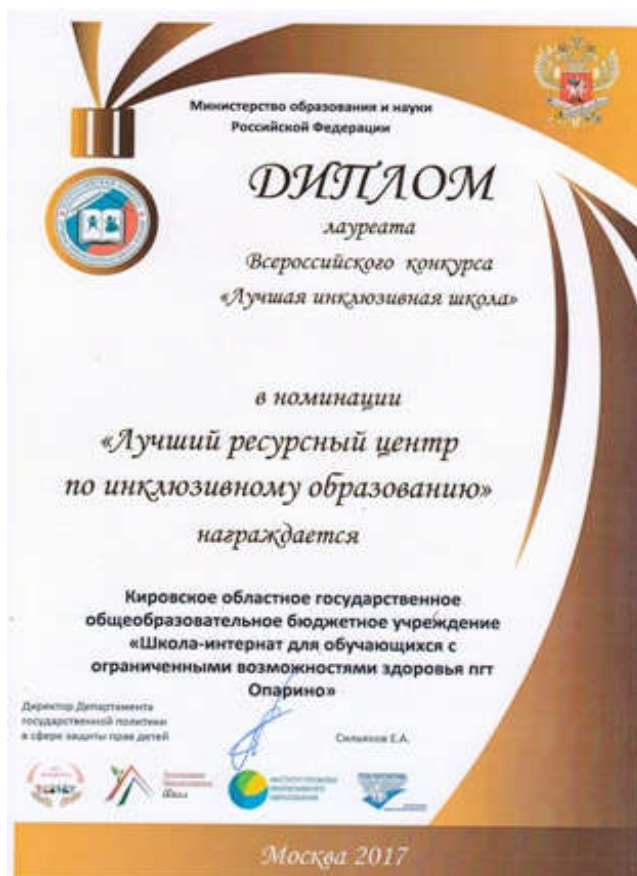 Министерство образования и науки
Российской Федерации
ДИПЛОМ
лауреата
Всероссийского конкурса
«Лучшая инклюзивная школа»
в номинации
«Лучший ресурсный центр
по инклюзивному образованию»
награждается
Кировское областное государственное
общеобразовательное бюджетное учреждение
«Школа-интернат для обучающихся с
ограниченными возможностями здоровья пгт
Опарино»
Директор Департамента
государственной политики
в сфере защиты прав детей
Сильянов Е.А.
Москва 2017